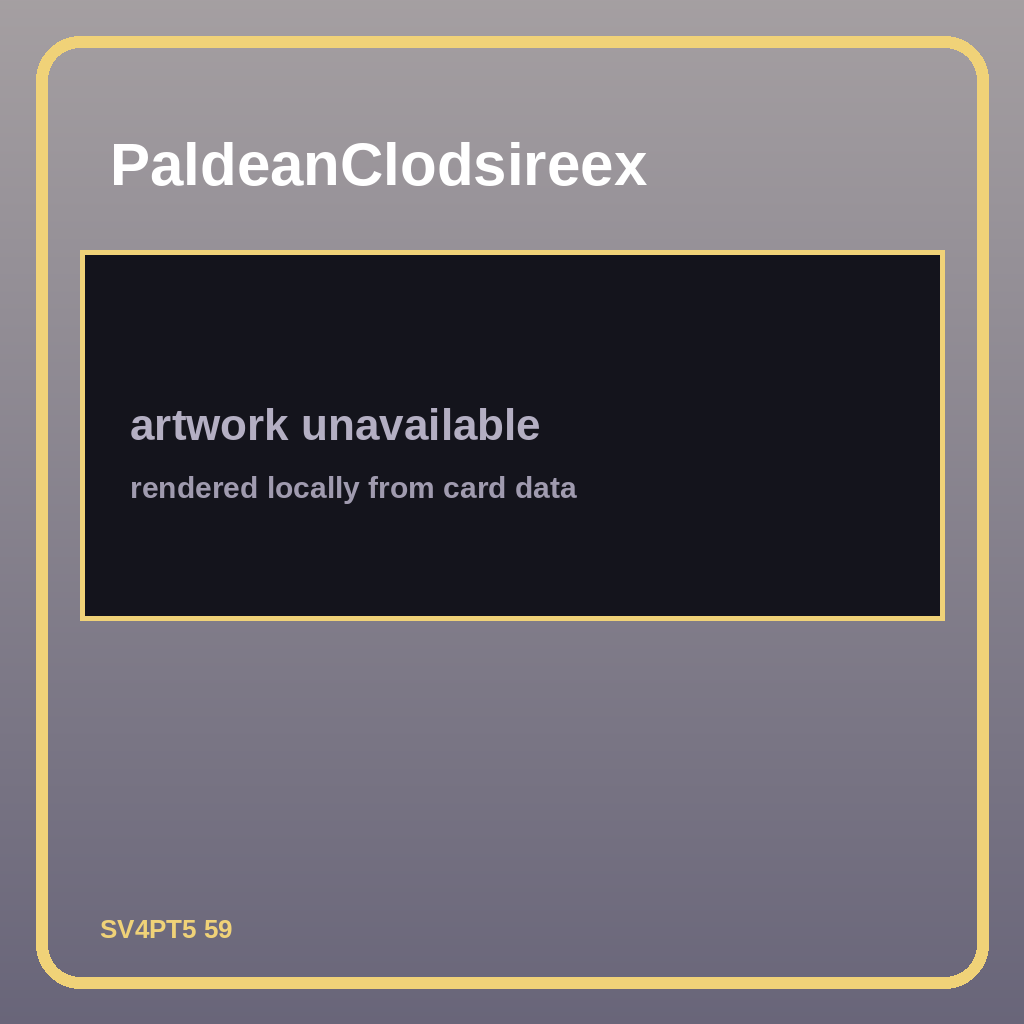 PaldeanClodsireex
artwork unavailable
rendered locally from card data
SV4PT5 59